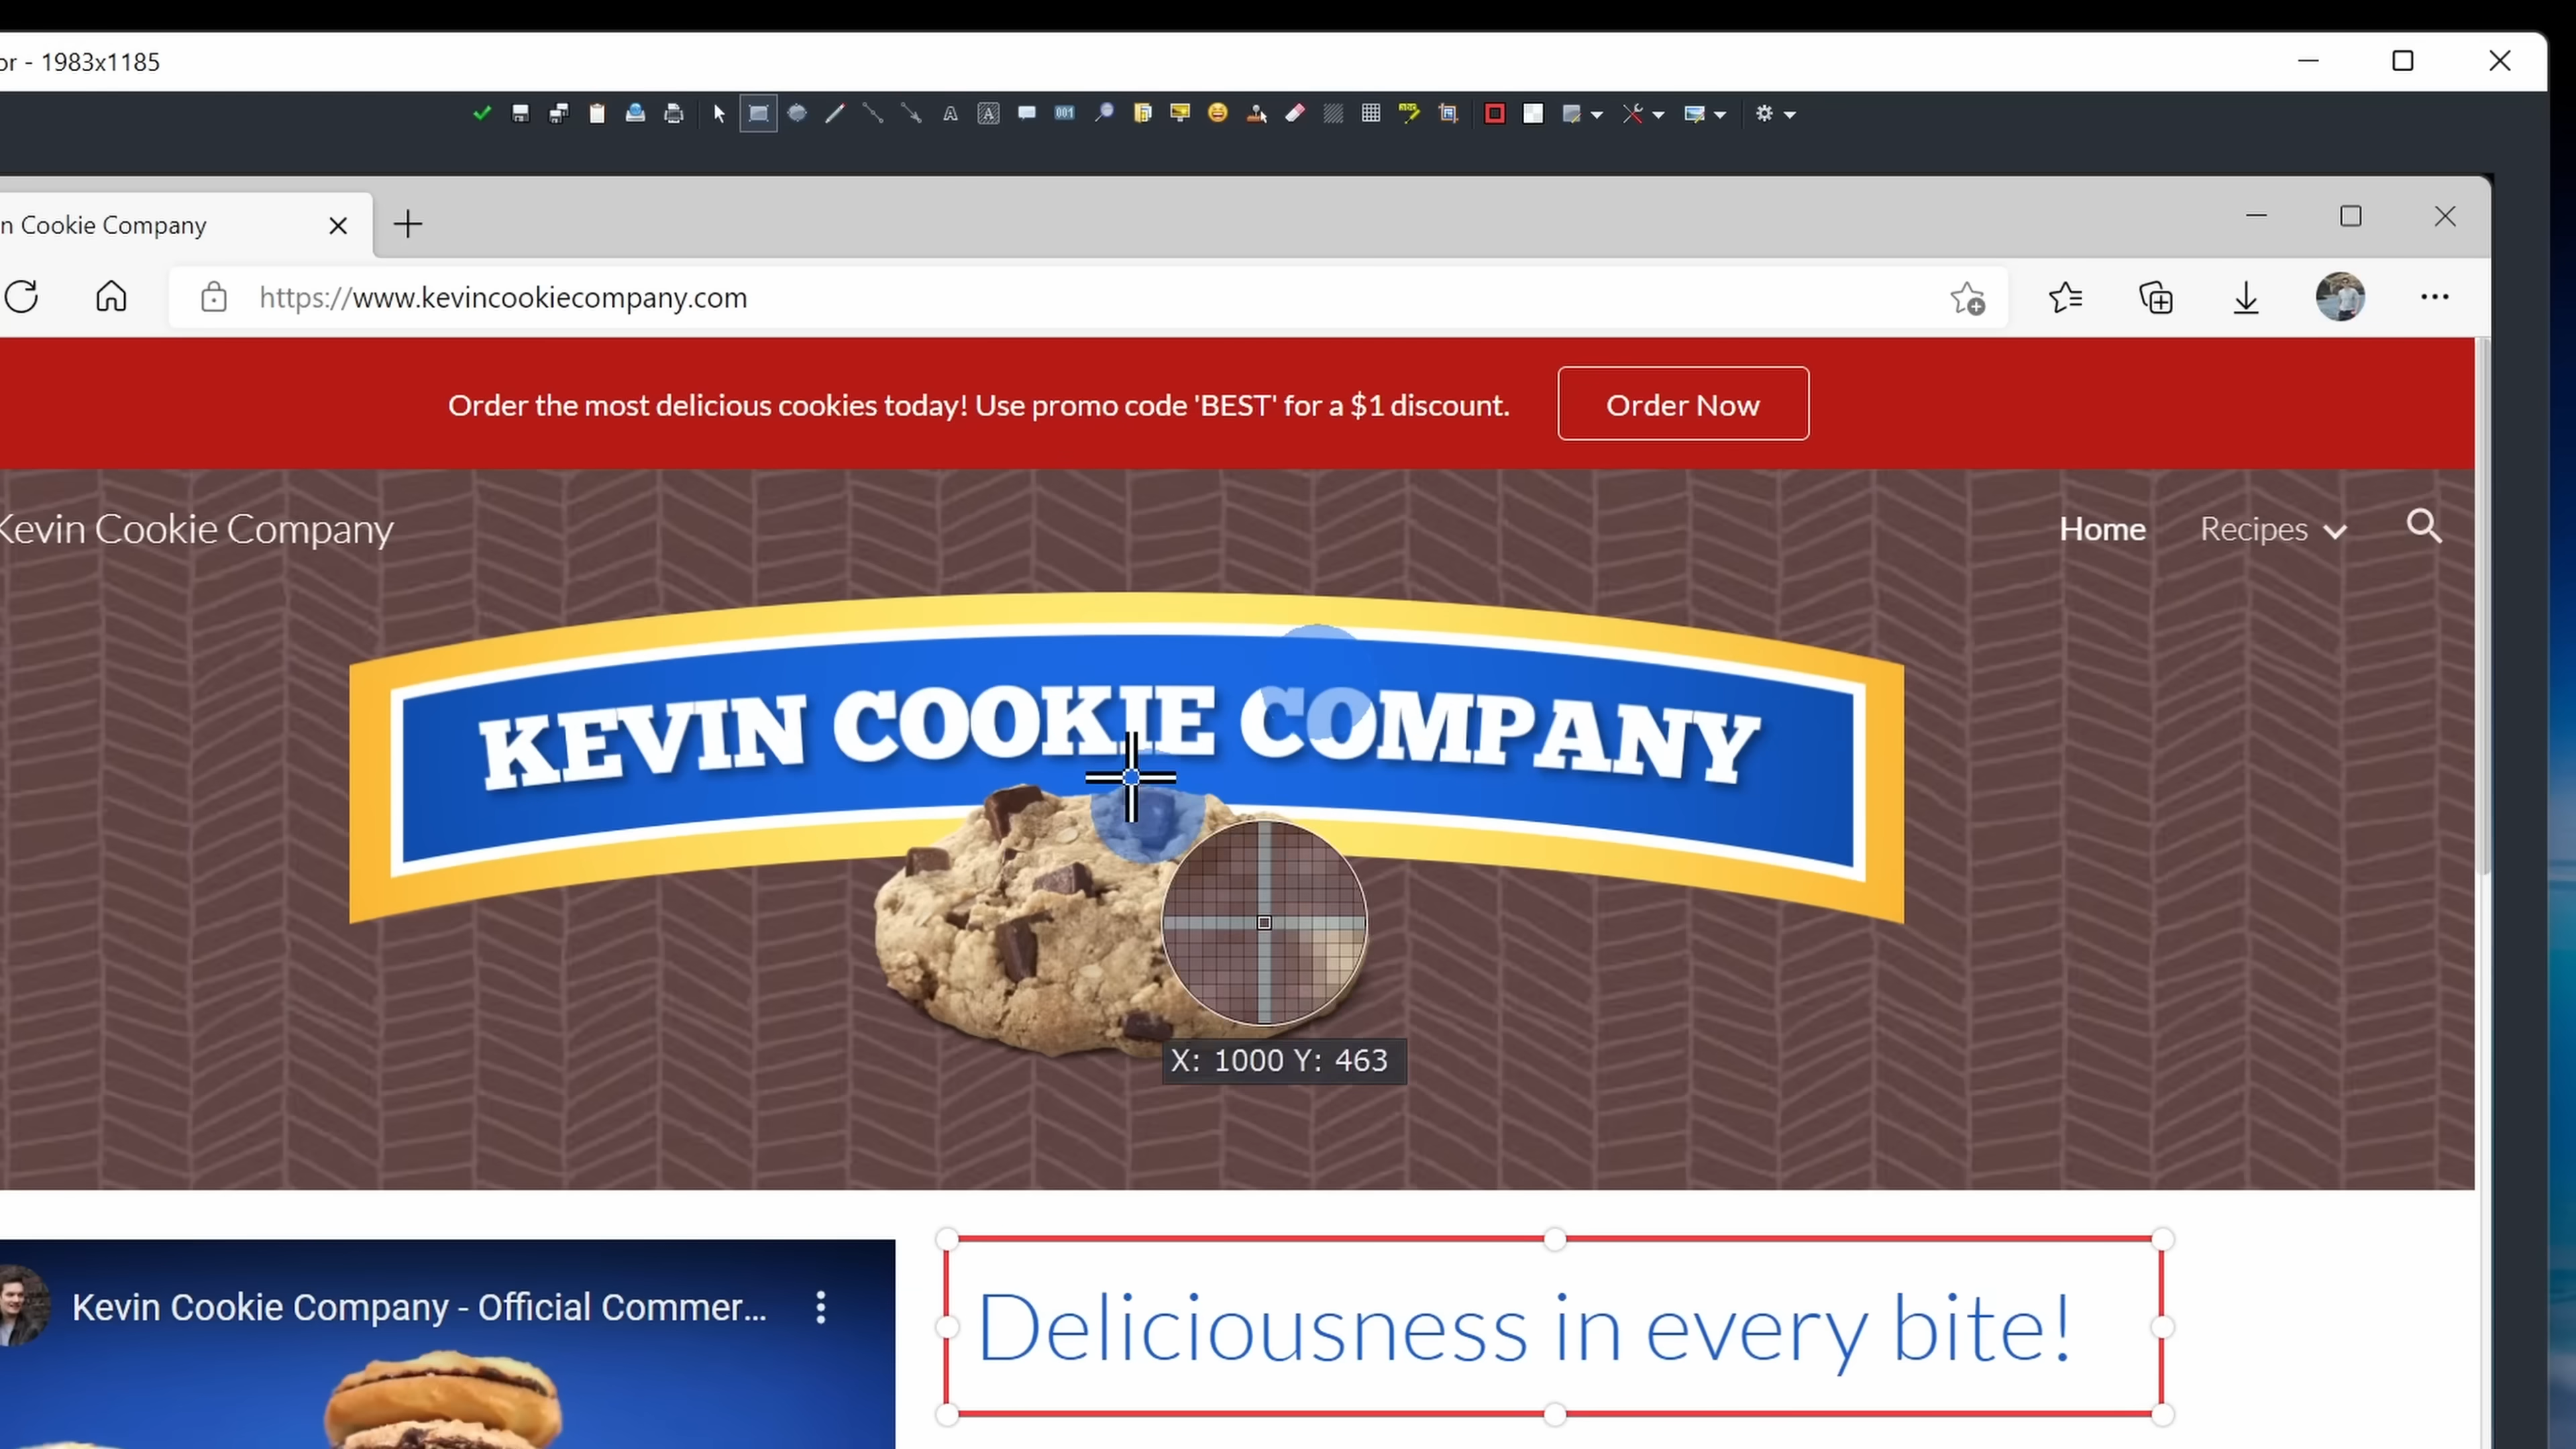 or - 1983x1185
n Cookie Company
https://www.kevincookiecompany.com
Order the most delicious cookies today! Use promo code 'BEST' for a $1 discount.
Order Now
Kevin Cookie Company
Home
Recipes
KEVIN COOKIE COMPANY
X: 1000 Y: 463
Kevin Cookie Company - Official Commer...
Deliciousness in every bite!